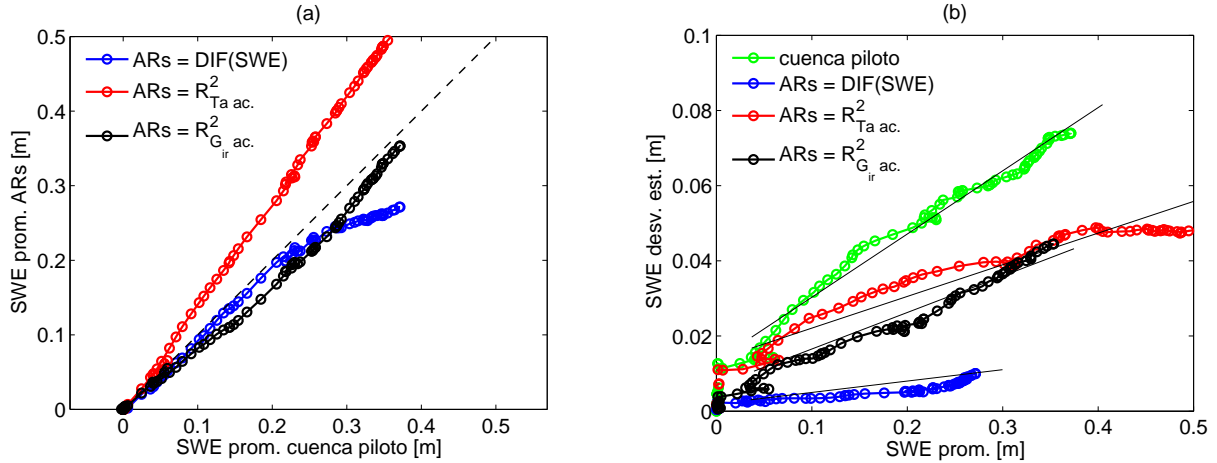 (a)
0.5
0.4
0.3
0.2
0.1
0
SWE prom. ARs [m]
ARs = DIF(SWE)
ARs = R²Ta ac.
ARs = R²G_ir ac.
0 0.1 0.2 0.3 0.4 0.5
SWE prom. cuenca piloto [m]
(b)
0.1
0.08
0.06
0.04
0.02
0
SWE desv. est. [m]
cuenca piloto
ARs = DIF(SWE)
ARs = R²Ta ac.
ARs = R²G_ir ac.
0 0.1 0.2 0.3 0.4 0.5
SWE prom. [m]